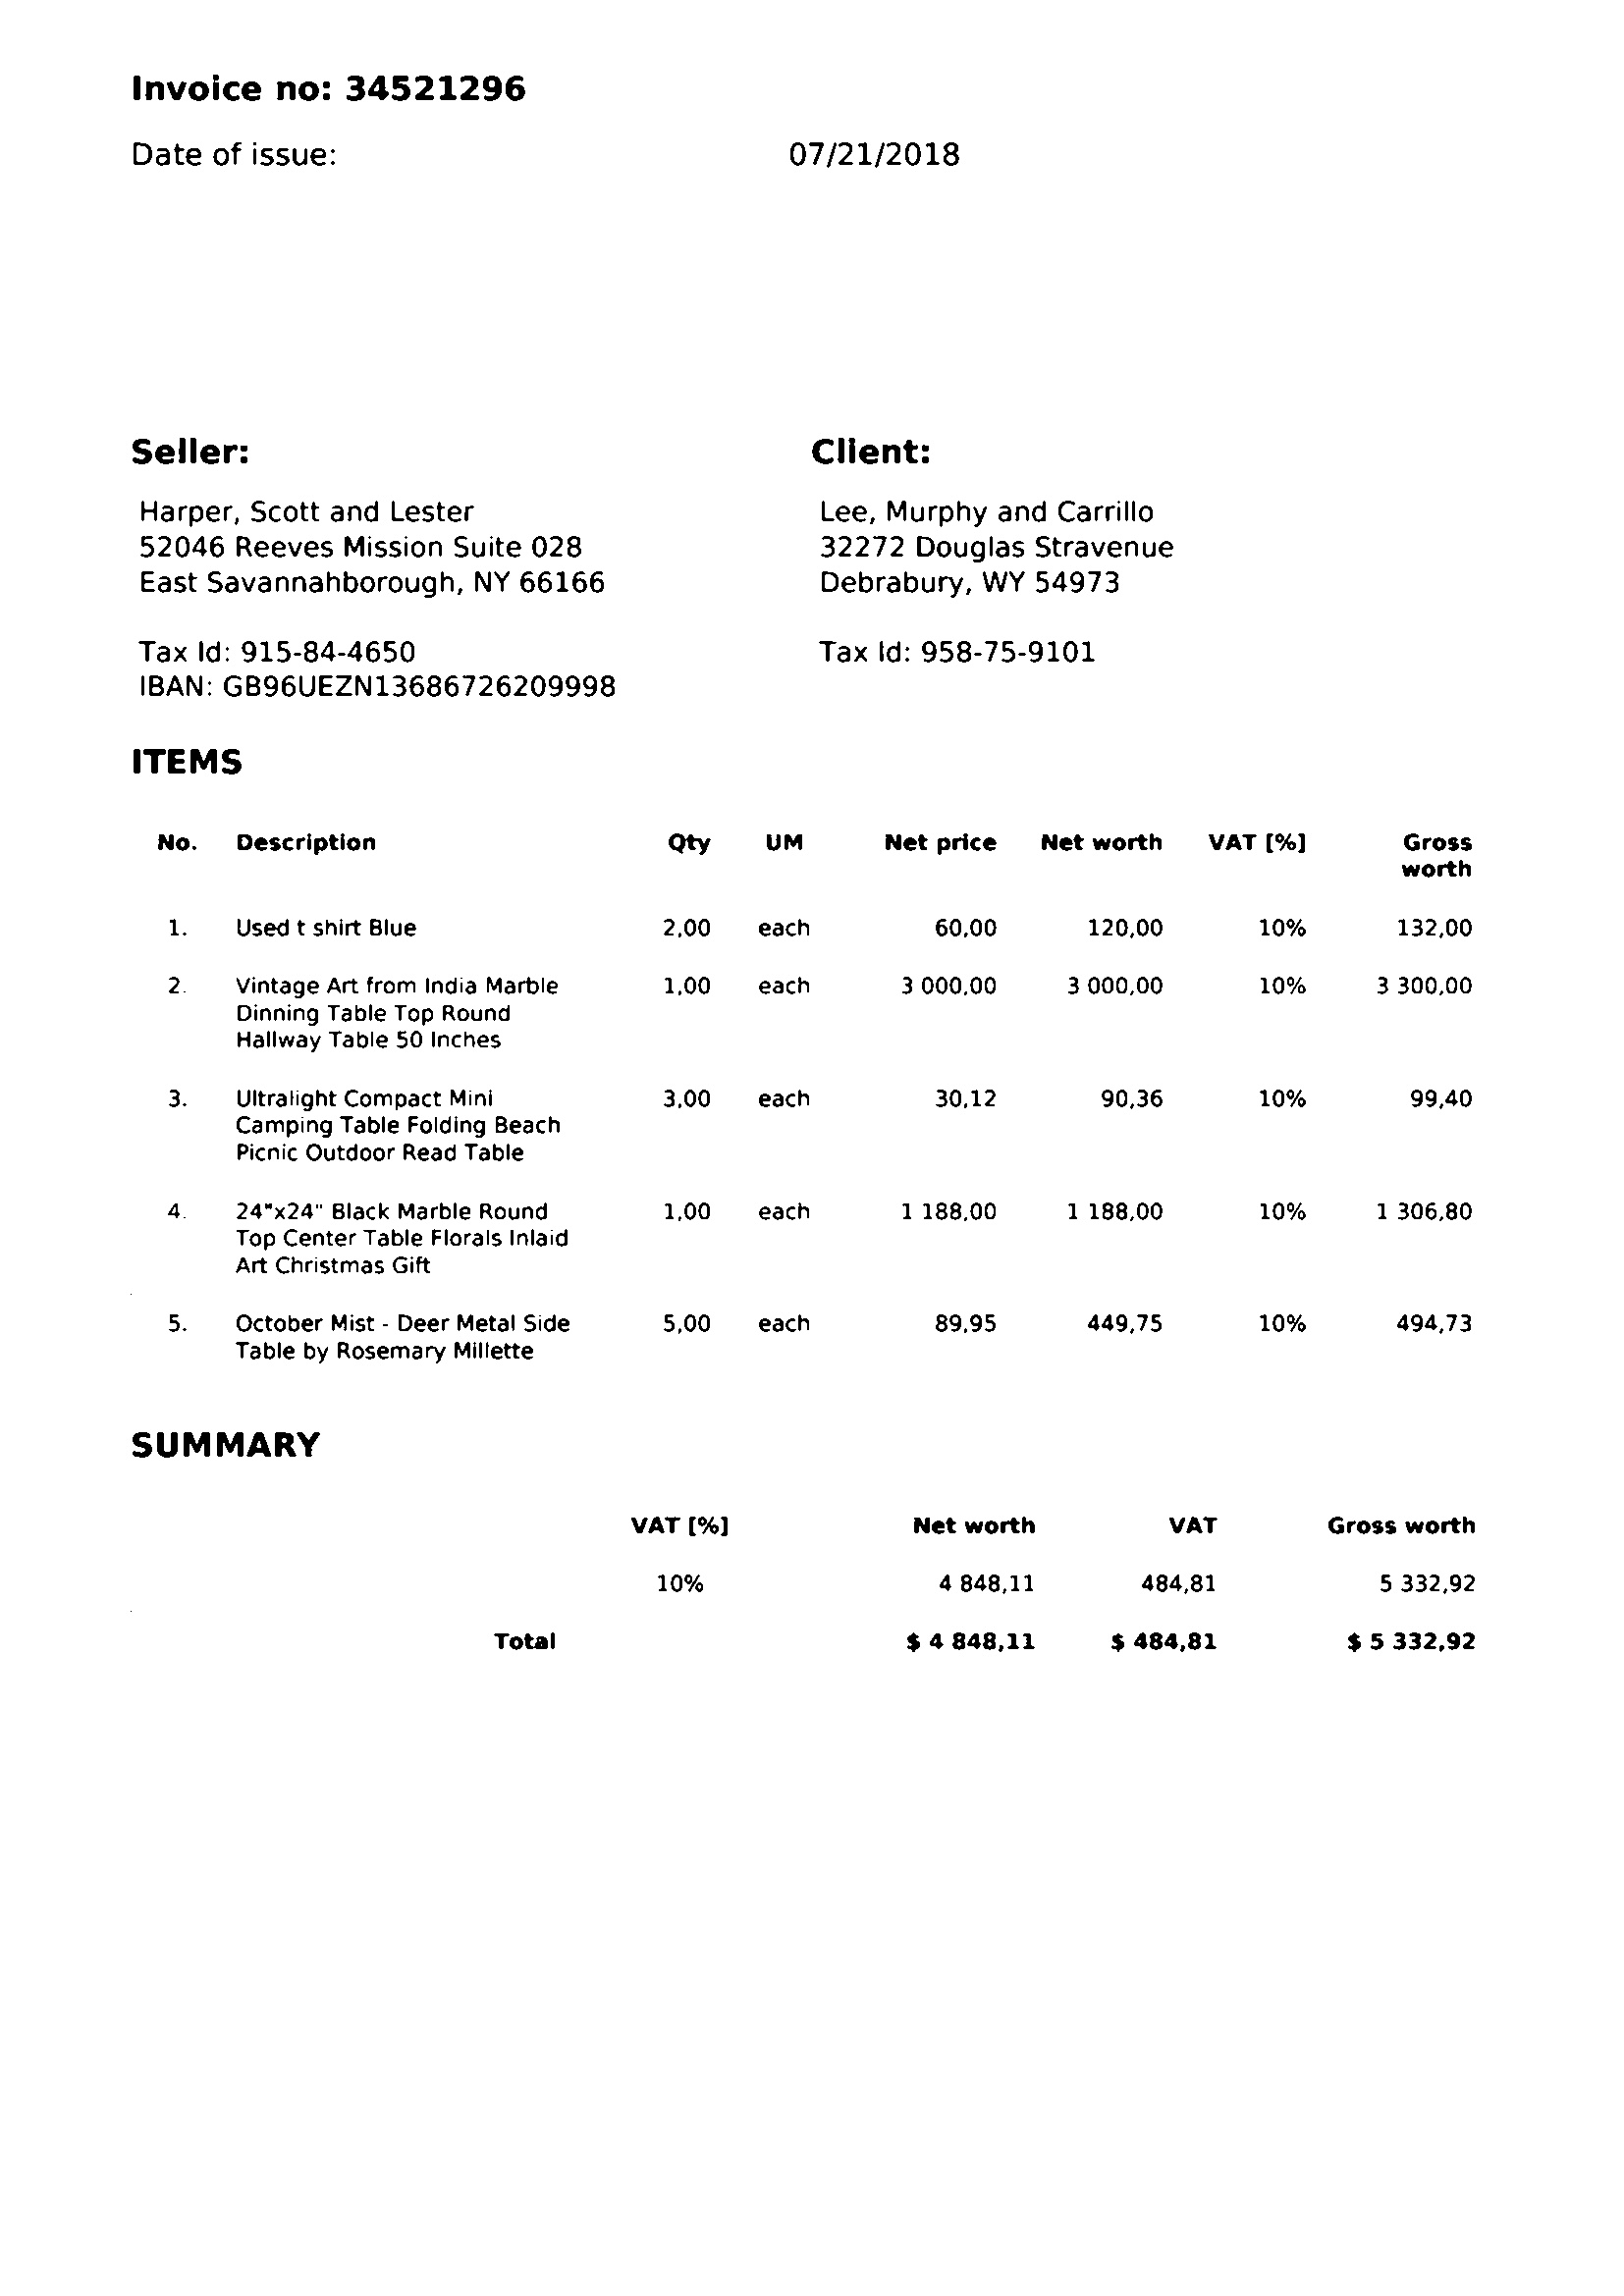 Invoice no: 34521296
Date of issue: 07/21/2018
Seller:
Harper, Scott and Lester
52046 Reeves Mission Suite 028
East Savannahborough, NY 66166
Tax Id: 915-84-4650
IBAN: GB96UEZN13686726209998
Client:
Lee, Murphy and Carrillo
32272 Douglas Stravenue
Debrabury, WY 54973
Tax Id: 958-75-9101
ITEMS
No. Description Qty UM Net price Net worth VAT [%] Gross
worth
1. Used t shirt Blue 2,00 each 60,00 120,00 10% 132,00
2. Vintage Art from India Marble 1,00 each 3 000,00 3 000,00 10% 3 300,00
Dinning Table Top Round
Hallway Table 50 Inches
3. Ultralight Compact Mini 3,00 each 30,12 90,36 10% 99,40
Camping Table Folding Beach
Picnic Outdoor Read Table
4. 24"x24" Black Marble Round 1,00 each 1 188,00 1 188,00 10% 1 306,80
Top Center Table Florals Inlaid
Art Christmas Gift
5. October Mist - Deer Metal Side 5,00 each 89,95 449,75 10% 494,73
Table by Rosemary Millette
SUMMARY
VAT [%] Net worth VAT Gross worth
10% 4 848,11 484,81 5 332,92
Total $ 4 848,11 $ 484,81 $ 5 332,92